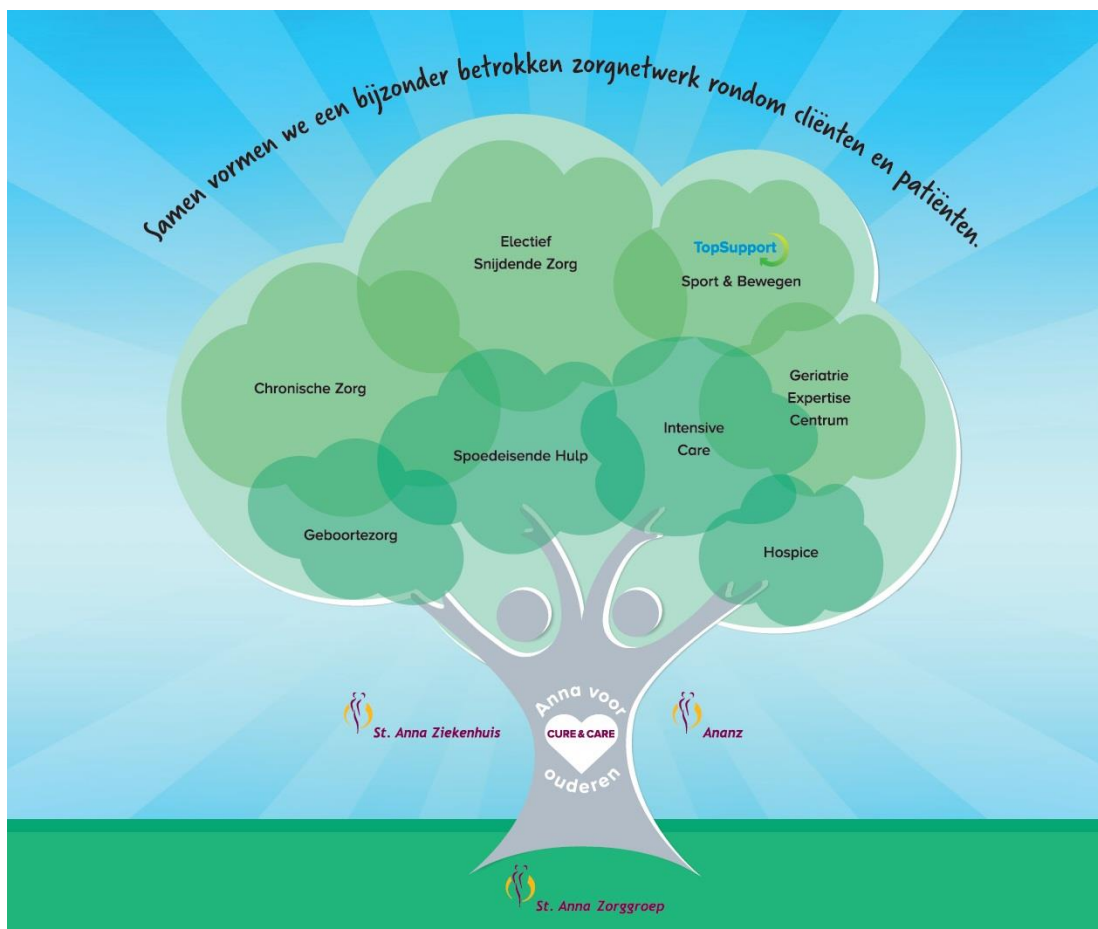 Samen vormen we een bijzonder betrokken zorgnetwerk rondom cliënten en patiënten.
Electief
Snijdende Zorg
TopSupport
Sport & Bewegen
Chronische Zorg
Geriatrie
Expertise
Centrum
Intensive
Care
Spoedeisende Hulp
Geboortezorg
Hospice
Anna voor
CURE & CARE
ouderen
St. Anna Ziekenhuis
Ananz
St. Anna Zorggroep